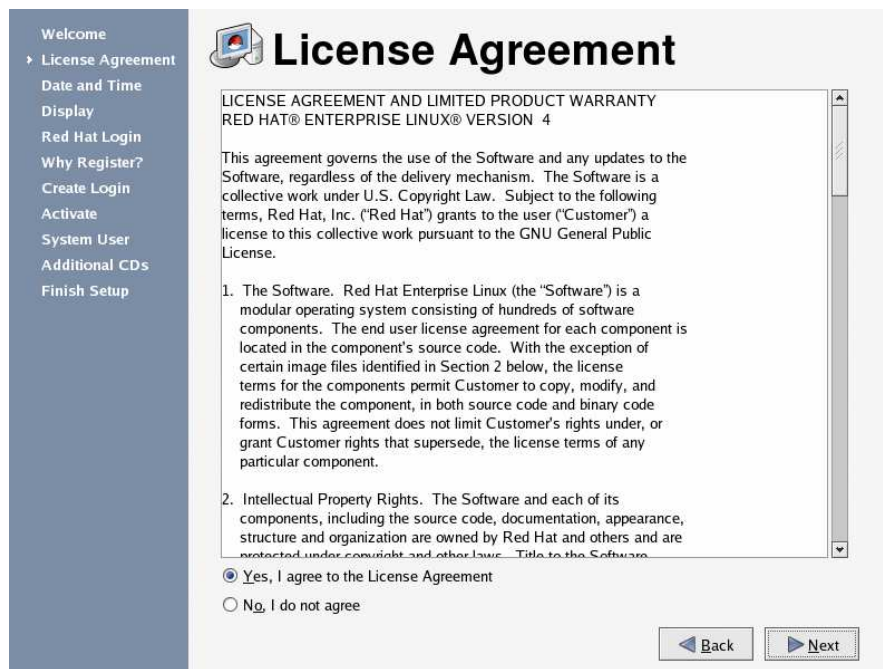 Welcome
License Agreement
Date and Time
Display
Red Hat Login
Why Register?
Create Login
Activate
System User
Additional CDs
Finish Setup
License Agreement
LICENSE AGREEMENT AND LIMITED PRODUCT WARRANTY
RED HAT® ENTERPRISE LINUX® VERSION 4
This agreement governs the use of the Software and any updates to the
Software, regardless of the delivery mechanism. The Software is a
collective work under U.S. Copyright Law. Subject to the following
terms, Red Hat, Inc. (“Red Hat”) grants to the user (“Customer”) a
license to this collective work pursuant to the GNU General Public
License.
1. The Software. Red Hat Enterprise Linux (the “Software”) is a
modular operating system consisting of hundreds of software
components. The end user license agreement for each component is
located in the component's source code. With the exception of
certain image files identified in Section 2 below, the license
terms for the components permit Customer to copy, modify, and
redistribute the component, in both source code and binary code
forms. This agreement does not limit Customer's rights under, or
grant Customer rights that supersede, the license terms of any
particular component.
2. Intellectual Property Rights. The Software and each of its
components, including the source code, documentation, appearance,
structure and organization are owned by Red Hat and others and are
protected under copyright and other laws. Title to the Software
Yes, I agree to the License Agreement
No, I do not agree
Back
Next